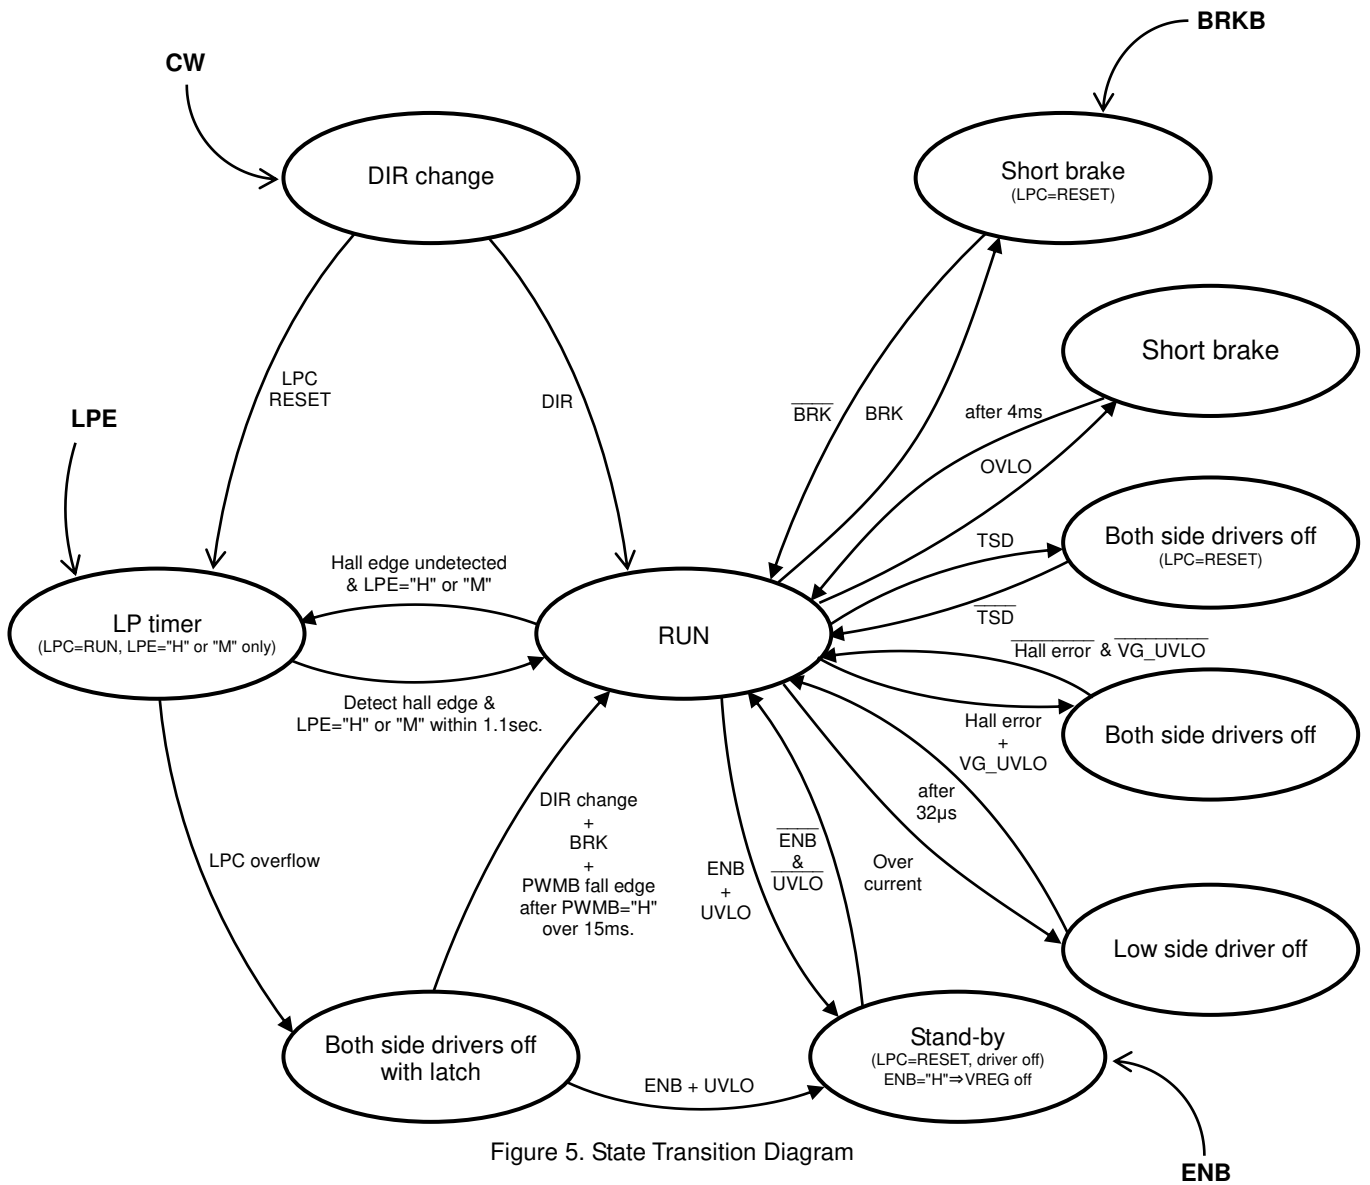 BRKB
CW
DIR change
Short brake
(LPC=RESET)
Short brake
LPC
RESET
DIR
BRK
BRK
after 4ms
OVLO
LPE
TSD
Both side drivers off
(LPC=RESET)
TSD
Hall edge undetected
& LPE="H" or "M"
LP timer
(LPC=RUN, LPE="H" or "M" only)
RUN
Hall error & VG_UVLO
Detect hall edge &
LPE="H" or "M" within 1.1sec.
Hall error
+
VG_UVLO
Both side drivers off
after
32μs
DIR change
+
BRK
+
PWMB fall edge
after PWMB="H"
over 15ms.
ENB
+
UVLO
ENB
&
UVLO
Over
current
LPC overflow
Low side driver off
Both side drivers off
with latch
ENB + UVLO
Stand-by
(LPC=RESET, driver off)
ENB="H"⇒VREG off
Figure 5. State Transition Diagram
ENB